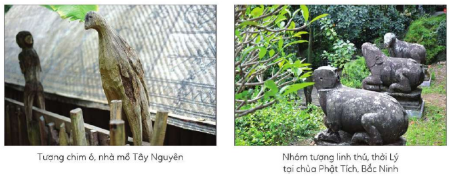 Tượng chim ó, nhà mồ Tây Nguyên
Nhóm tượng linh thú, thời Lý
tại chùa Phật Tích, Bắc Ninh